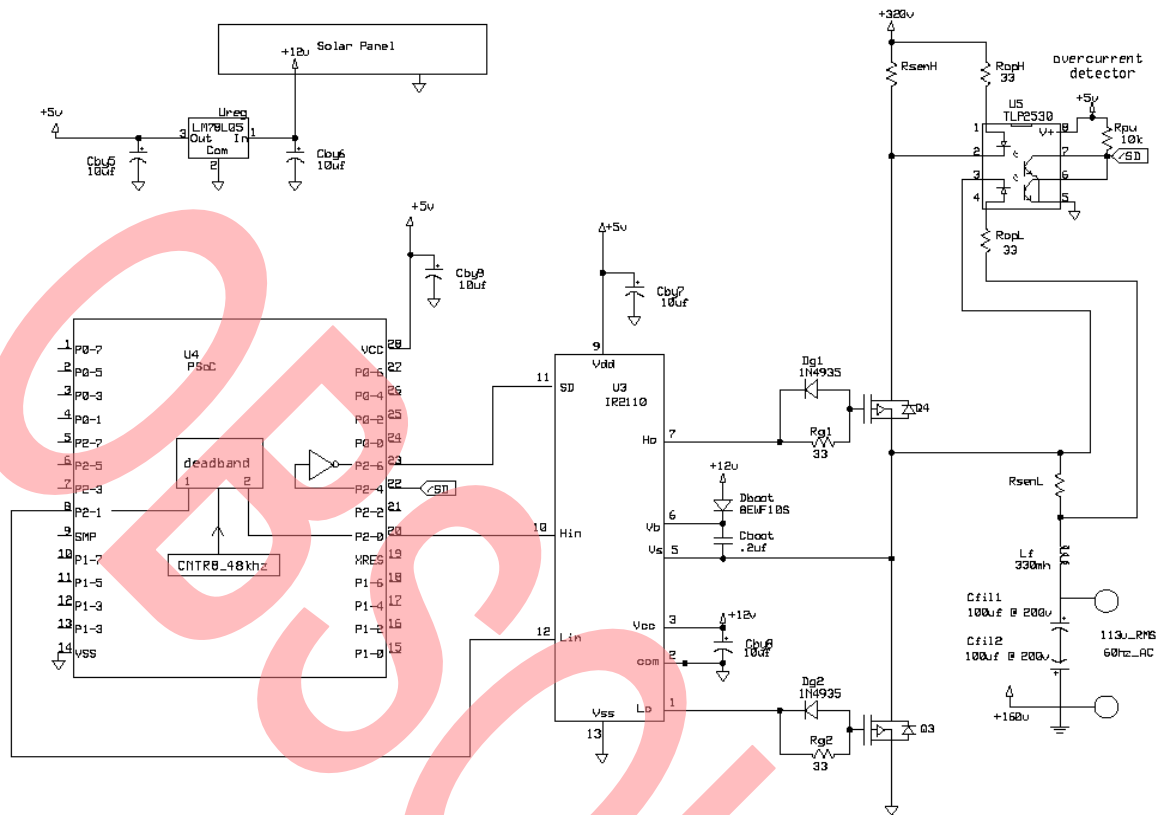 +320v
+12v
Solar Panel
RsenH
RopH
33
overcurrent
detector
U5
TLP2530
+5v
+5v
Ureg
LM78L05
3 Out In 1
Com
2
Cby5
10uf
Cby6
10uf
1
2
3
4
V+ 8
7
6
5
Rpu
10k
/SD
RopL
33
+5v
Cby9
10uf
+5v
Cby7
10uf
U4
PSoC
1 P0-7
2 P0-5
3 P0-3
4 P0-1
5 P2-7
6 P2-5
7 P2-3
8 P2-1
9 SMP
10 P1-7
11 P1-5
12 P1-3
13 P1-3
14 VSS
VCC 28
P0-6 27
P0-4 26
P0-2 25
P0-0 24
P2-6 23
P2-4 22
P2-2 21
P2-0 20
XRES 19
P1-6 18
P1-4 17
P1-2 16
P1-0 15
deadband
1 2
CNTR8_48khz
/SD
9
Vdd
U3
IR2110
11 SD
10 Hin
12 Lin
Vss
13
Ho 7
Vb 6
Vs 5
Vcc 3
com 2
Lo 1
Dg1
1N4935
Rg1
33
Q4
+12v
Dboot
8EWF10S
Cboot
.2uf
+12v
Cby8
10uf
Dg2
1N4935
Rg2
33
Q3
RsenL
Lf
330mh
Cfil1
100uf @ 200v
Cfil2
100uf @ 200v
113v_RMS
60hz_AC
+160v